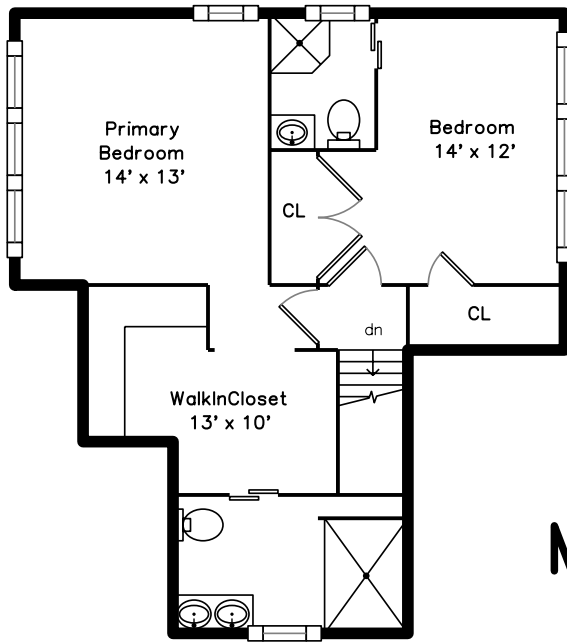 Primary
Bedroom
14' x 13'
Bedroom
14' x 12'
CL
CL
dn
WalkInCloset
13' x 10'